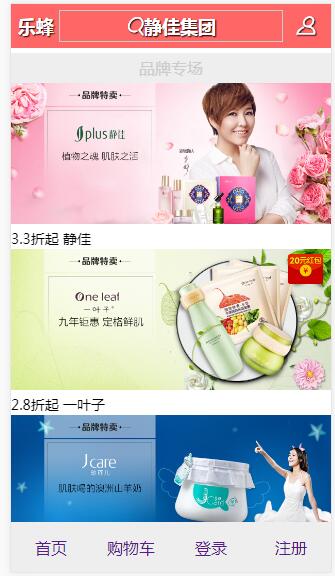 乐蜂
静佳集团
品牌专场
品牌特卖
Jplus 静佳
植物之魂 肌肤之活
3.3折起 静佳
品牌特卖
20元红包
One leaf
一叶子
九年钜惠 定格鲜肌
2.8折起 一叶子
品牌特卖
Jcare
肌肤喝的澳洲山羊奶
首页 购物车 登录 注册